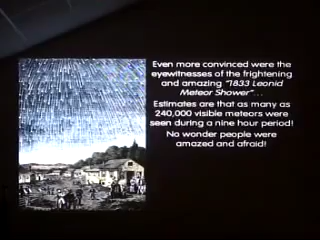 Even more convinced were the
eyewitnesses of the frightening
and amazing "1833 Leonid
Meteor Shower"...
Estimates are that as many as
240,000 visible meteors were
seen during a nine hour period!
No wonder people were
amazed and afraid!